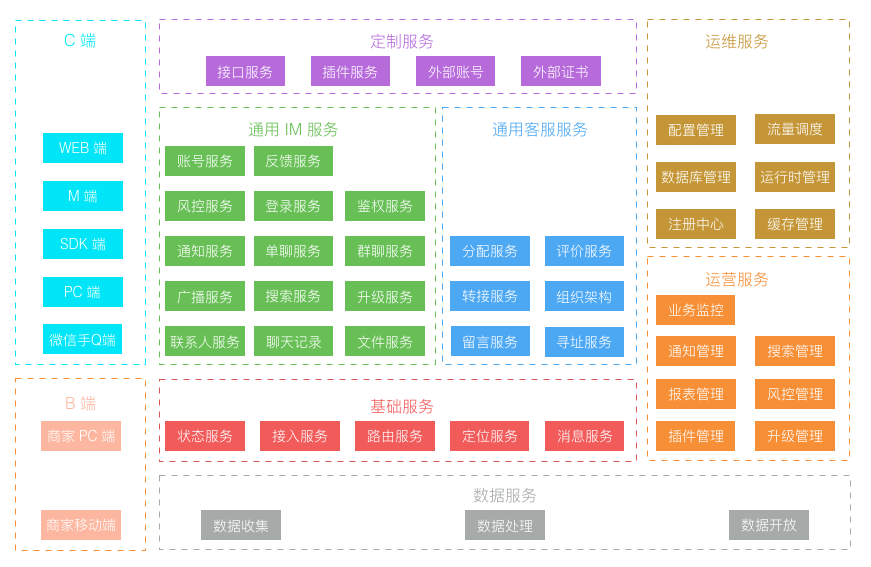 C 端
WEB 端
M 端
SDK 端
PC 端
微信手Q端
B 端
商家 PC 端
商家移动端
定制服务
接口服务
插件服务
外部账号
外部证书
通用 IM 服务
账号服务
反馈服务
风控服务
登录服务
鉴权服务
通知服务
单聊服务
群聊服务
广播服务
搜索服务
升级服务
联系人服务
聊天记录
文件服务
通用客服服务
分配服务
评价服务
转接服务
组织架构
留言服务
寻址服务
基础服务
状态服务
接入服务
路由服务
定位服务
消息服务
运维服务
配置管理
流量调度
数据库管理
运行时管理
注册中心
缓存管理
运营服务
业务监控
通知管理
搜索管理
报表管理
风控管理
插件管理
升级管理
数据服务
数据收集
数据处理
数据开放